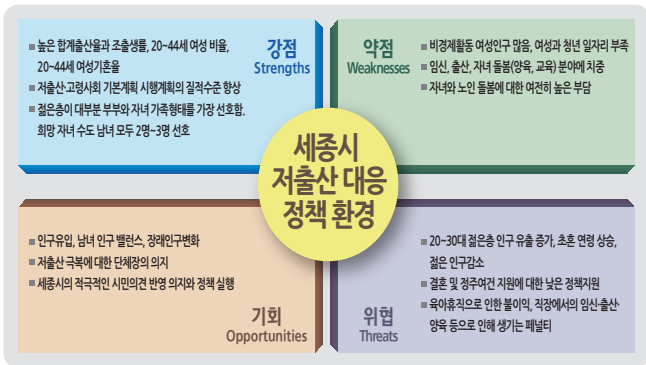 ■ 높은 합계출산율과 조출생률, 20~44세 여성 비율,
20~44세 여성기혼율
■ 저출산·고령사회 기본계획 시행계획의 질적수준 향상
■ 젊은층이 대부분 부부와 자녀 가족형태를 가장 선호함.
희망 자녀 수도 남녀 모두 2명~3명 선호
강점
Strengths
약점
Weaknesses
■ 비경제활동 여성인구 많음, 여성과 청년 일자리 부족
■ 임신, 출산, 자녀 돌봄(양육, 교육) 분야에 치중
■ 자녀와 노인 돌봄에 대한 여전히 높은 부담
세종시
저출산 대응
정책 환경
■ 인구유입, 남녀 인구 밸런스, 장래인구변화
■ 저출산 극복에 대한 단체장의 의지
■ 세종시의 적극적인 시민의견 반영 의지와 정책 실행
기회
Opportunities
위협
Threats
■ 20~30대 젊은층 인구 유출 증가, 초혼 연령 상승,
젊은 인구감소
■ 결혼 및 정주여건 지원에 대한 낮은 정책지원
■ 육아휴직으로 인한 불이익, 직장에서의 임신·출산·
양육 등으로 인해 생기는 페널티